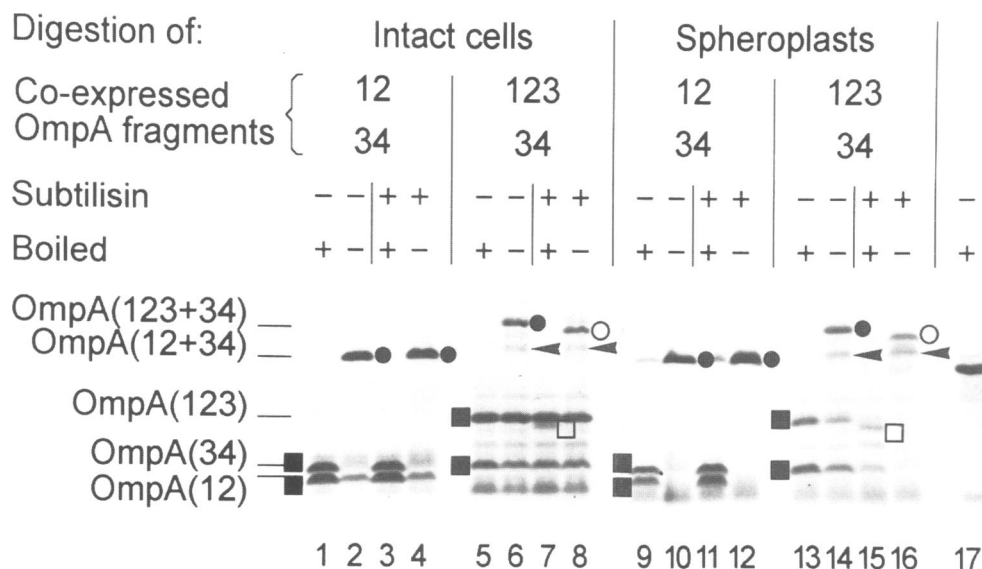 Digestion of: Intact cells Spheroplasts
Co-expressed OmpA fragments { 12 123 12 123
34 34 34 34
Subtilisin − − + + − − + + − − + + − − + + −
Boiled + − + − + − + − + − + − + − + − +
OmpA(123+34)
OmpA(12+34)
OmpA(123)
OmpA(34)
OmpA(12)
1 2 3 4 5 6 7 8 9 10 11 12 13 14 15 16 17